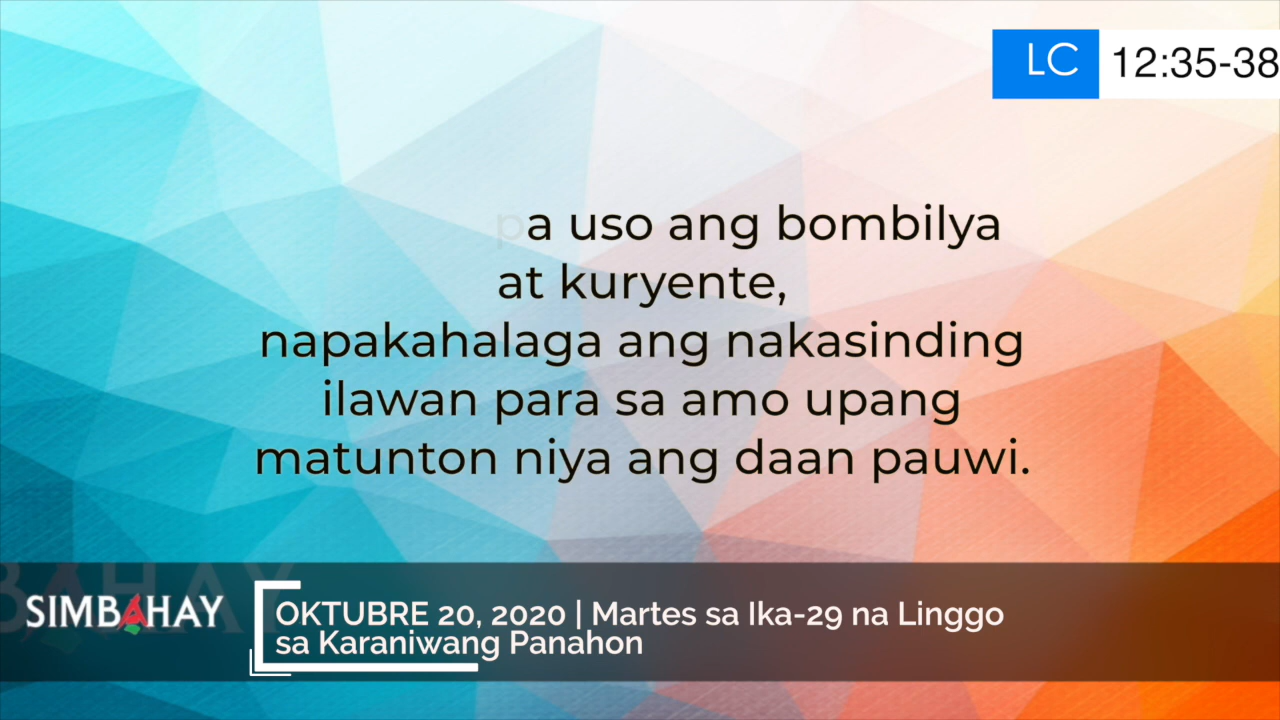 LC 12:35-38
pa uso ang bombilya
at kuryente,
napakahalaga ang nakasinding
ilawan para sa amo upang
matunton niya ang daan pauwi.
SIMBAHAY
OKTUBRE 20, 2020 | Martes sa Ika-29 na Linggo
sa Karaniwang Panahon